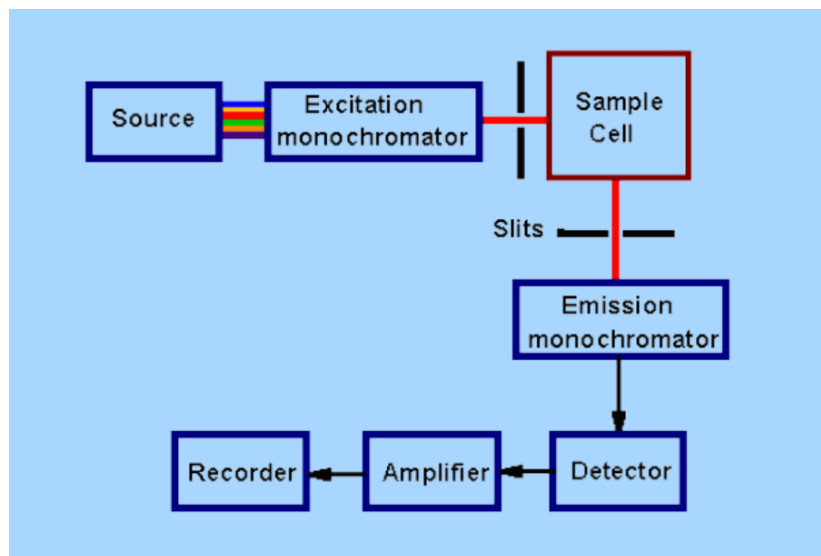 Source
Excitation
monochromator
Sample
Cell
Slits
Emission
monochromator
Recorder
Amplifier
Detector